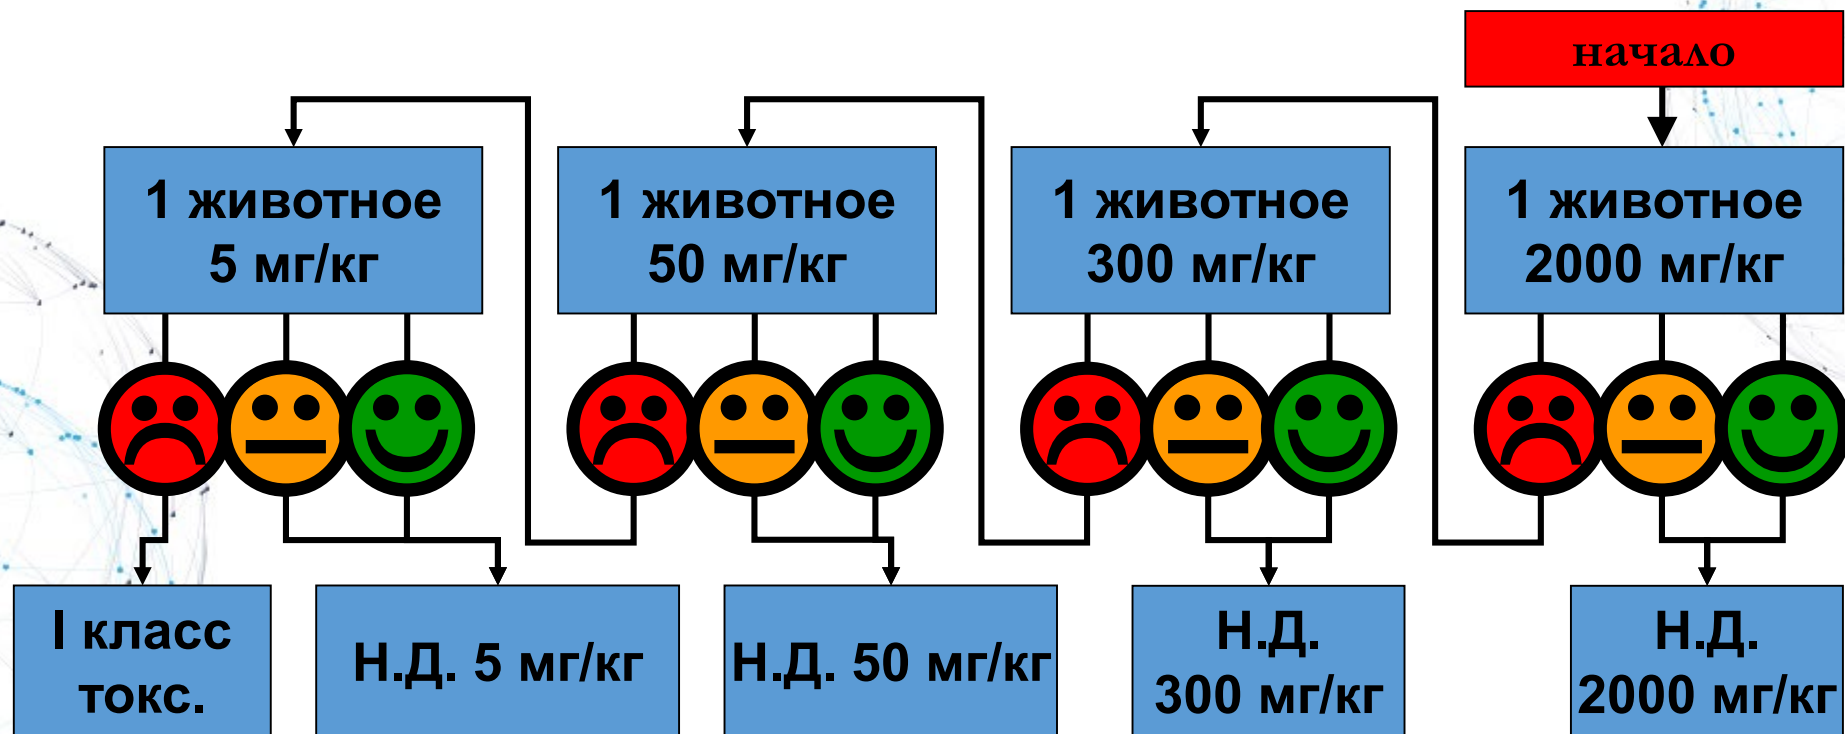 начало
1 животное
5 мг/кг
1 животное
50 мг/кг
1 животное
300 мг/кг
1 животное
2000 мг/кг
I класс
токс.
Н.Д. 5 мг/кг
Н.Д. 50 мг/кг
Н.Д.
300 мг/кг
Н.Д.
2000 мг/кг